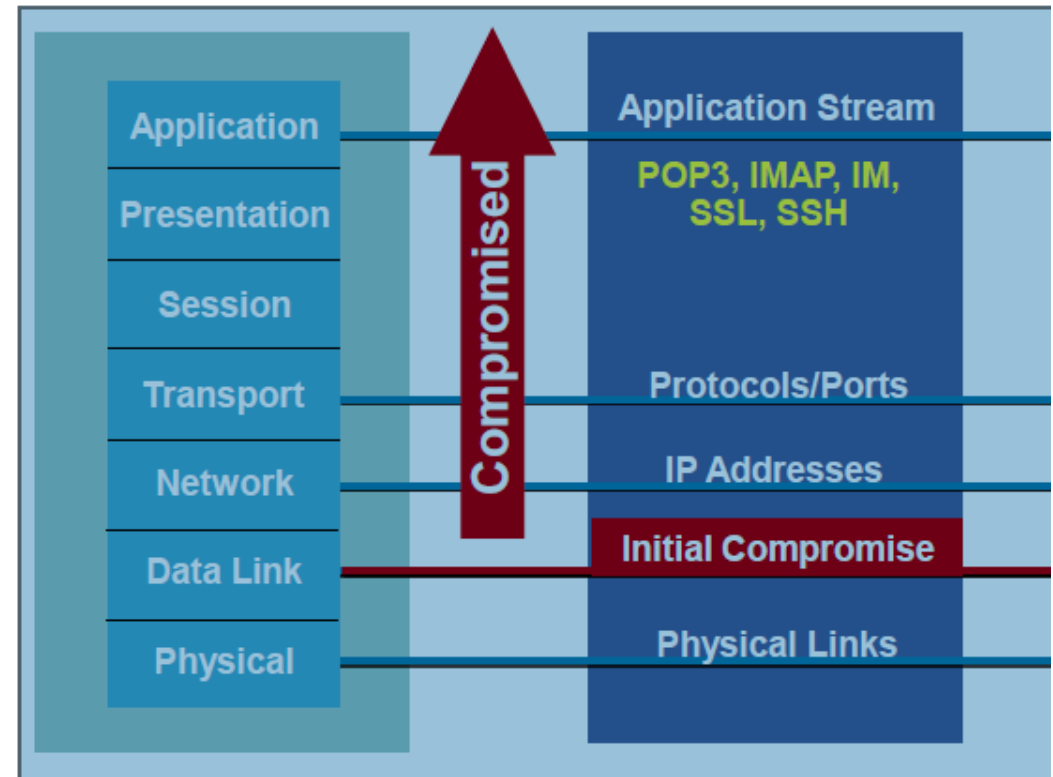 Application
Presentation
Session
Transport
Network
Data Link
Physical
Compromised
Application Stream
POP3, IMAP, IM,
SSL, SSH
Protocols/Ports
IP Addresses
Initial Compromise
Physical Links